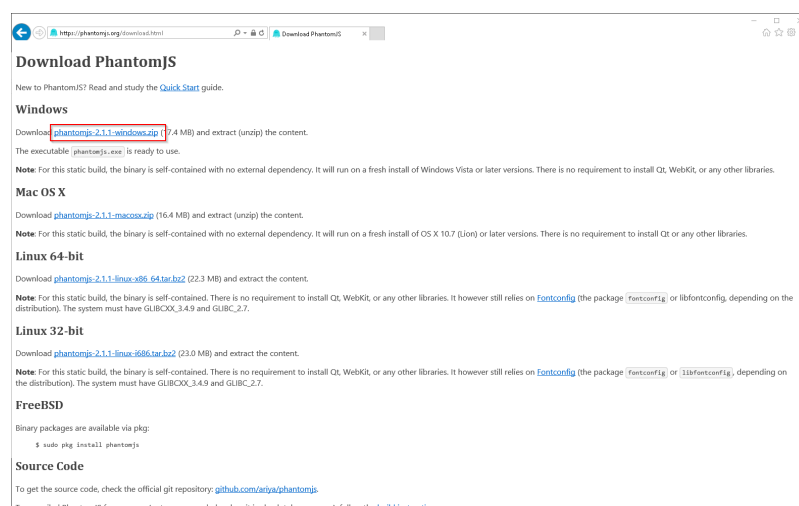 https://phantomjs.org/download.html
Download PhantomJS
Download PhantomJS
New to PhantomJS? Read and study the Quick Start guide.
Windows
Download phantomjs-2.1.1-windows.zip (17.4 MB) and extract (unzip) the content.
The executable phantomjs.exe is ready to use.
Note: For this static build, the binary is self-contained with no external dependency. It will run on a fresh install of Windows Vista or later versions. There is no requirement to install Qt, WebKit, or any other libraries.
Mac OS X
Download phantomjs-2.1.1-macosx.zip (16.4 MB) and extract (unzip) the content.
Note: For this static build, the binary is self-contained with no external dependency. It will run on a fresh install of OS X 10.7 (Lion) or later versions. There is no requirement to install Qt or any other libraries.
Linux 64-bit
Download phantomjs-2.1.1-linux-x86_64.tar.bz2 (22.3 MB) and extract the content.
Note: For this static build, the binary is self-contained. There is no requirement to install Qt, WebKit, or any other libraries. It however still relies on Fontconfig (the package fontconfig or libfontconfig, depending on the
distribution). The system must have GLIBCXX_3.4.9 and GLIBC_2.7.
Linux 32-bit
Download phantomjs-2.1.1-linux-i686.tar.bz2 (23.0 MB) and extract the content.
Note: For this static build, the binary is self-contained. There is no requirement to install Qt, WebKit, or any other libraries. It however still relies on Fontconfig (the package fontconfig or libfontconfig, depending on
the distribution). The system must have GLIBCXX_3.4.9 and GLIBC_2.7.
FreeBSD
Binary packages are available via pkg:
$ sudo pkg install phantomjs
Source Code
To get the source code, check the official git repository: github.com/ariya/phantomjs.